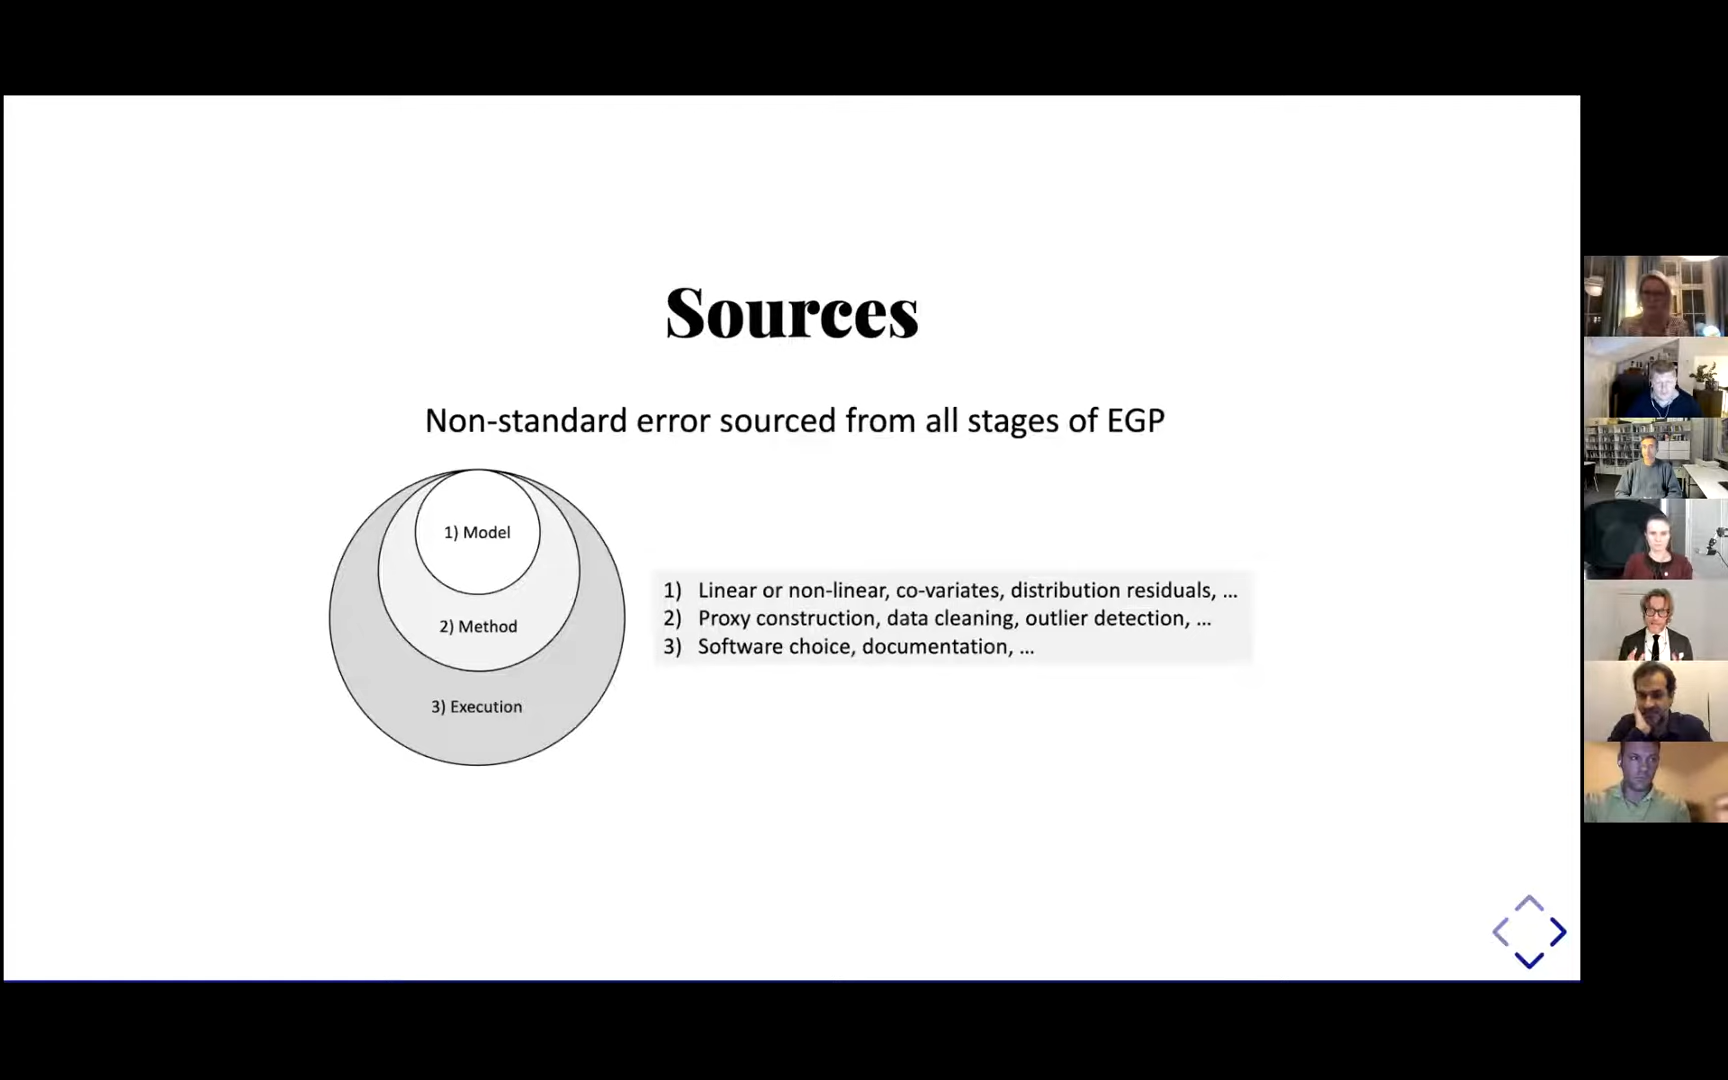 Sources
Non-standard error sourced from all stages of EGP
1) Model
2) Method
3) Execution
1) Linear or non-linear, co-variates, distribution residuals, ...
2) Proxy construction, data cleaning, outlier detection, ...
3) Software choice, documentation, ...